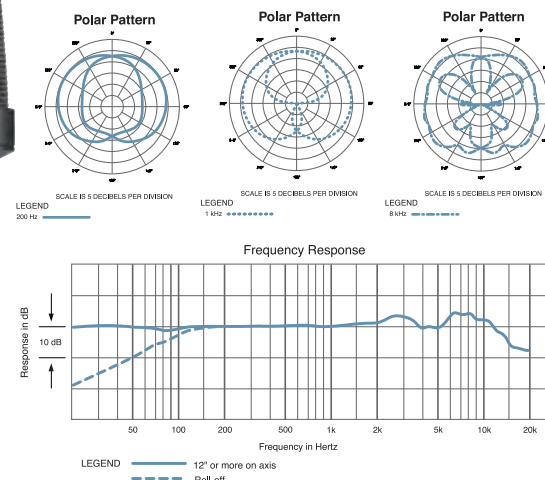 Polar Pattern
Polar Pattern
Polar Pattern
SCALE IS 5 DECIBELS PER DIVISION
SCALE IS 5 DECIBELS PER DIVISION
SCALE IS 5 DECIBELS PER DIVISION
LEGEND
200 Hz
LEGEND
1 kHz
LEGEND
8 kHz
Frequency Response
Response in dB
10 dB
50 100 200 500 1k 2k 5k 10k 20k
Frequency in Hertz
LEGEND
12" or more on axis
Roll-off